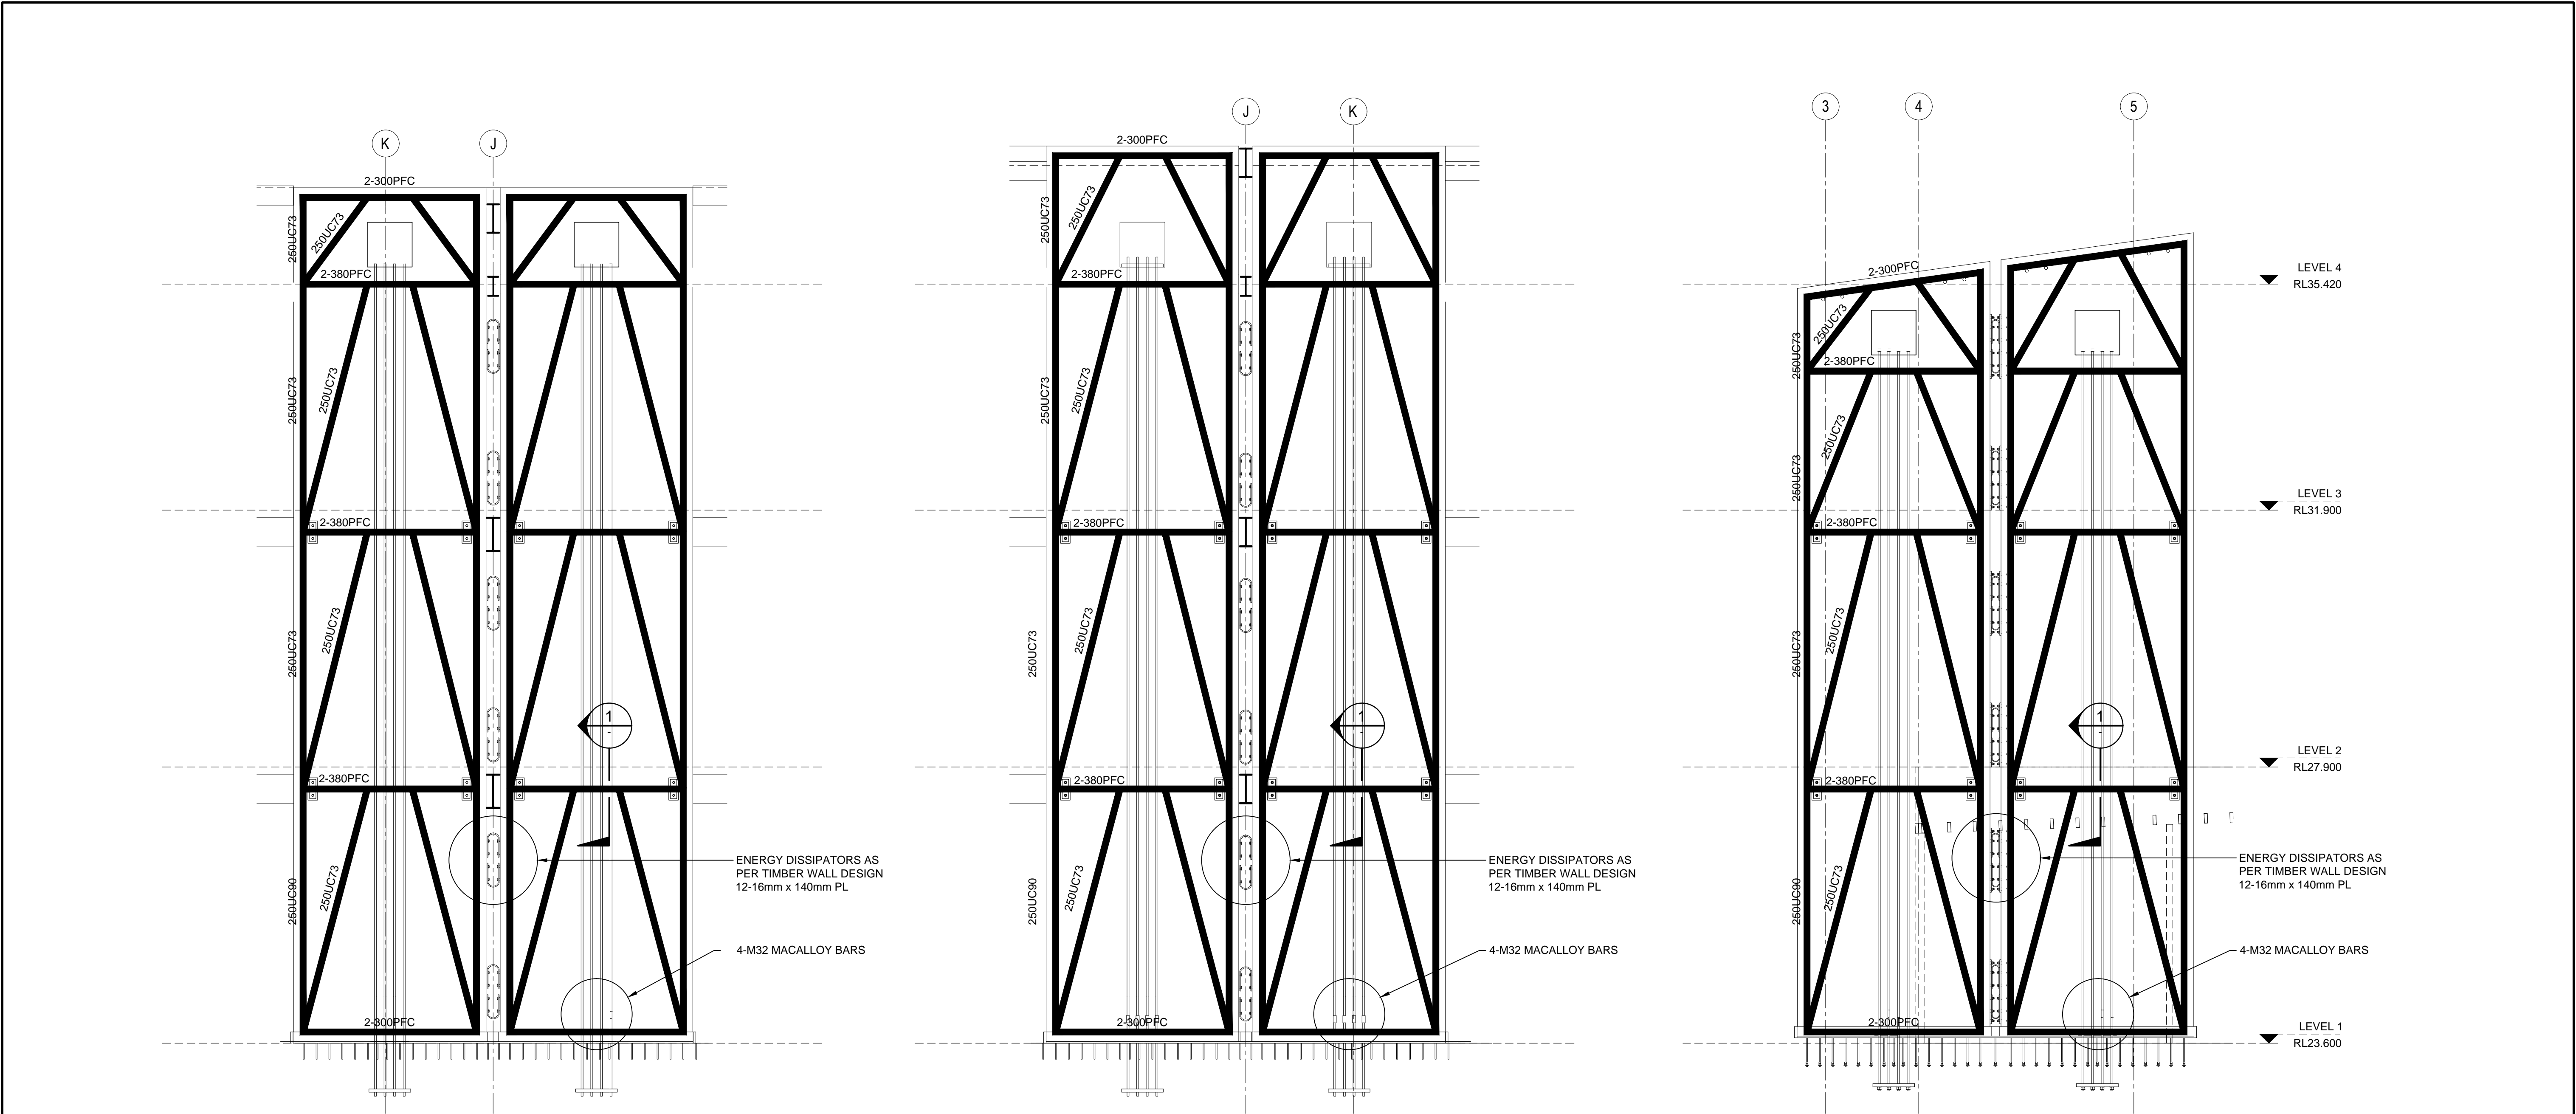 K
J
2-300PFC
250UC73
250UC73
2-380PFC
250UC73
250UC73
2-380PFC
250UC73
250UC73
2-380PFC
250UC90
250UC73
2-300PFC
1
-
ENERGY DISSIPATORS AS
PER TIMBER WALL DESIGN
12-16mm x 140mm PL
4-M32 MACALLOY BARS
J
K
2-300PFC
250UC73
250UC73
2-380PFC
250UC73
250UC73
2-380PFC
250UC73
250UC73
2-380PFC
250UC90
250UC73
2-300PFC
1
-
ENERGY DISSIPATORS AS
PER TIMBER WALL DESIGN
12-16mm x 140mm PL
4-M32 MACALLOY BARS
3
4
5
2-300PFC
250UC73
250UC73
2-380PFC
250UC73
250UC73
2-380PFC
250UC73
250UC73
2-380PFC
250UC90
250UC73
2-300PFC
1
-
ENERGY DISSIPATORS AS
PER TIMBER WALL DESIGN
12-16mm x 140mm PL
4-M32 MACALLOY BARS
LEVEL 4
RL35.420
LEVEL 3
RL31.900
LEVEL 2
RL27.900
LEVEL 1
RL23.600